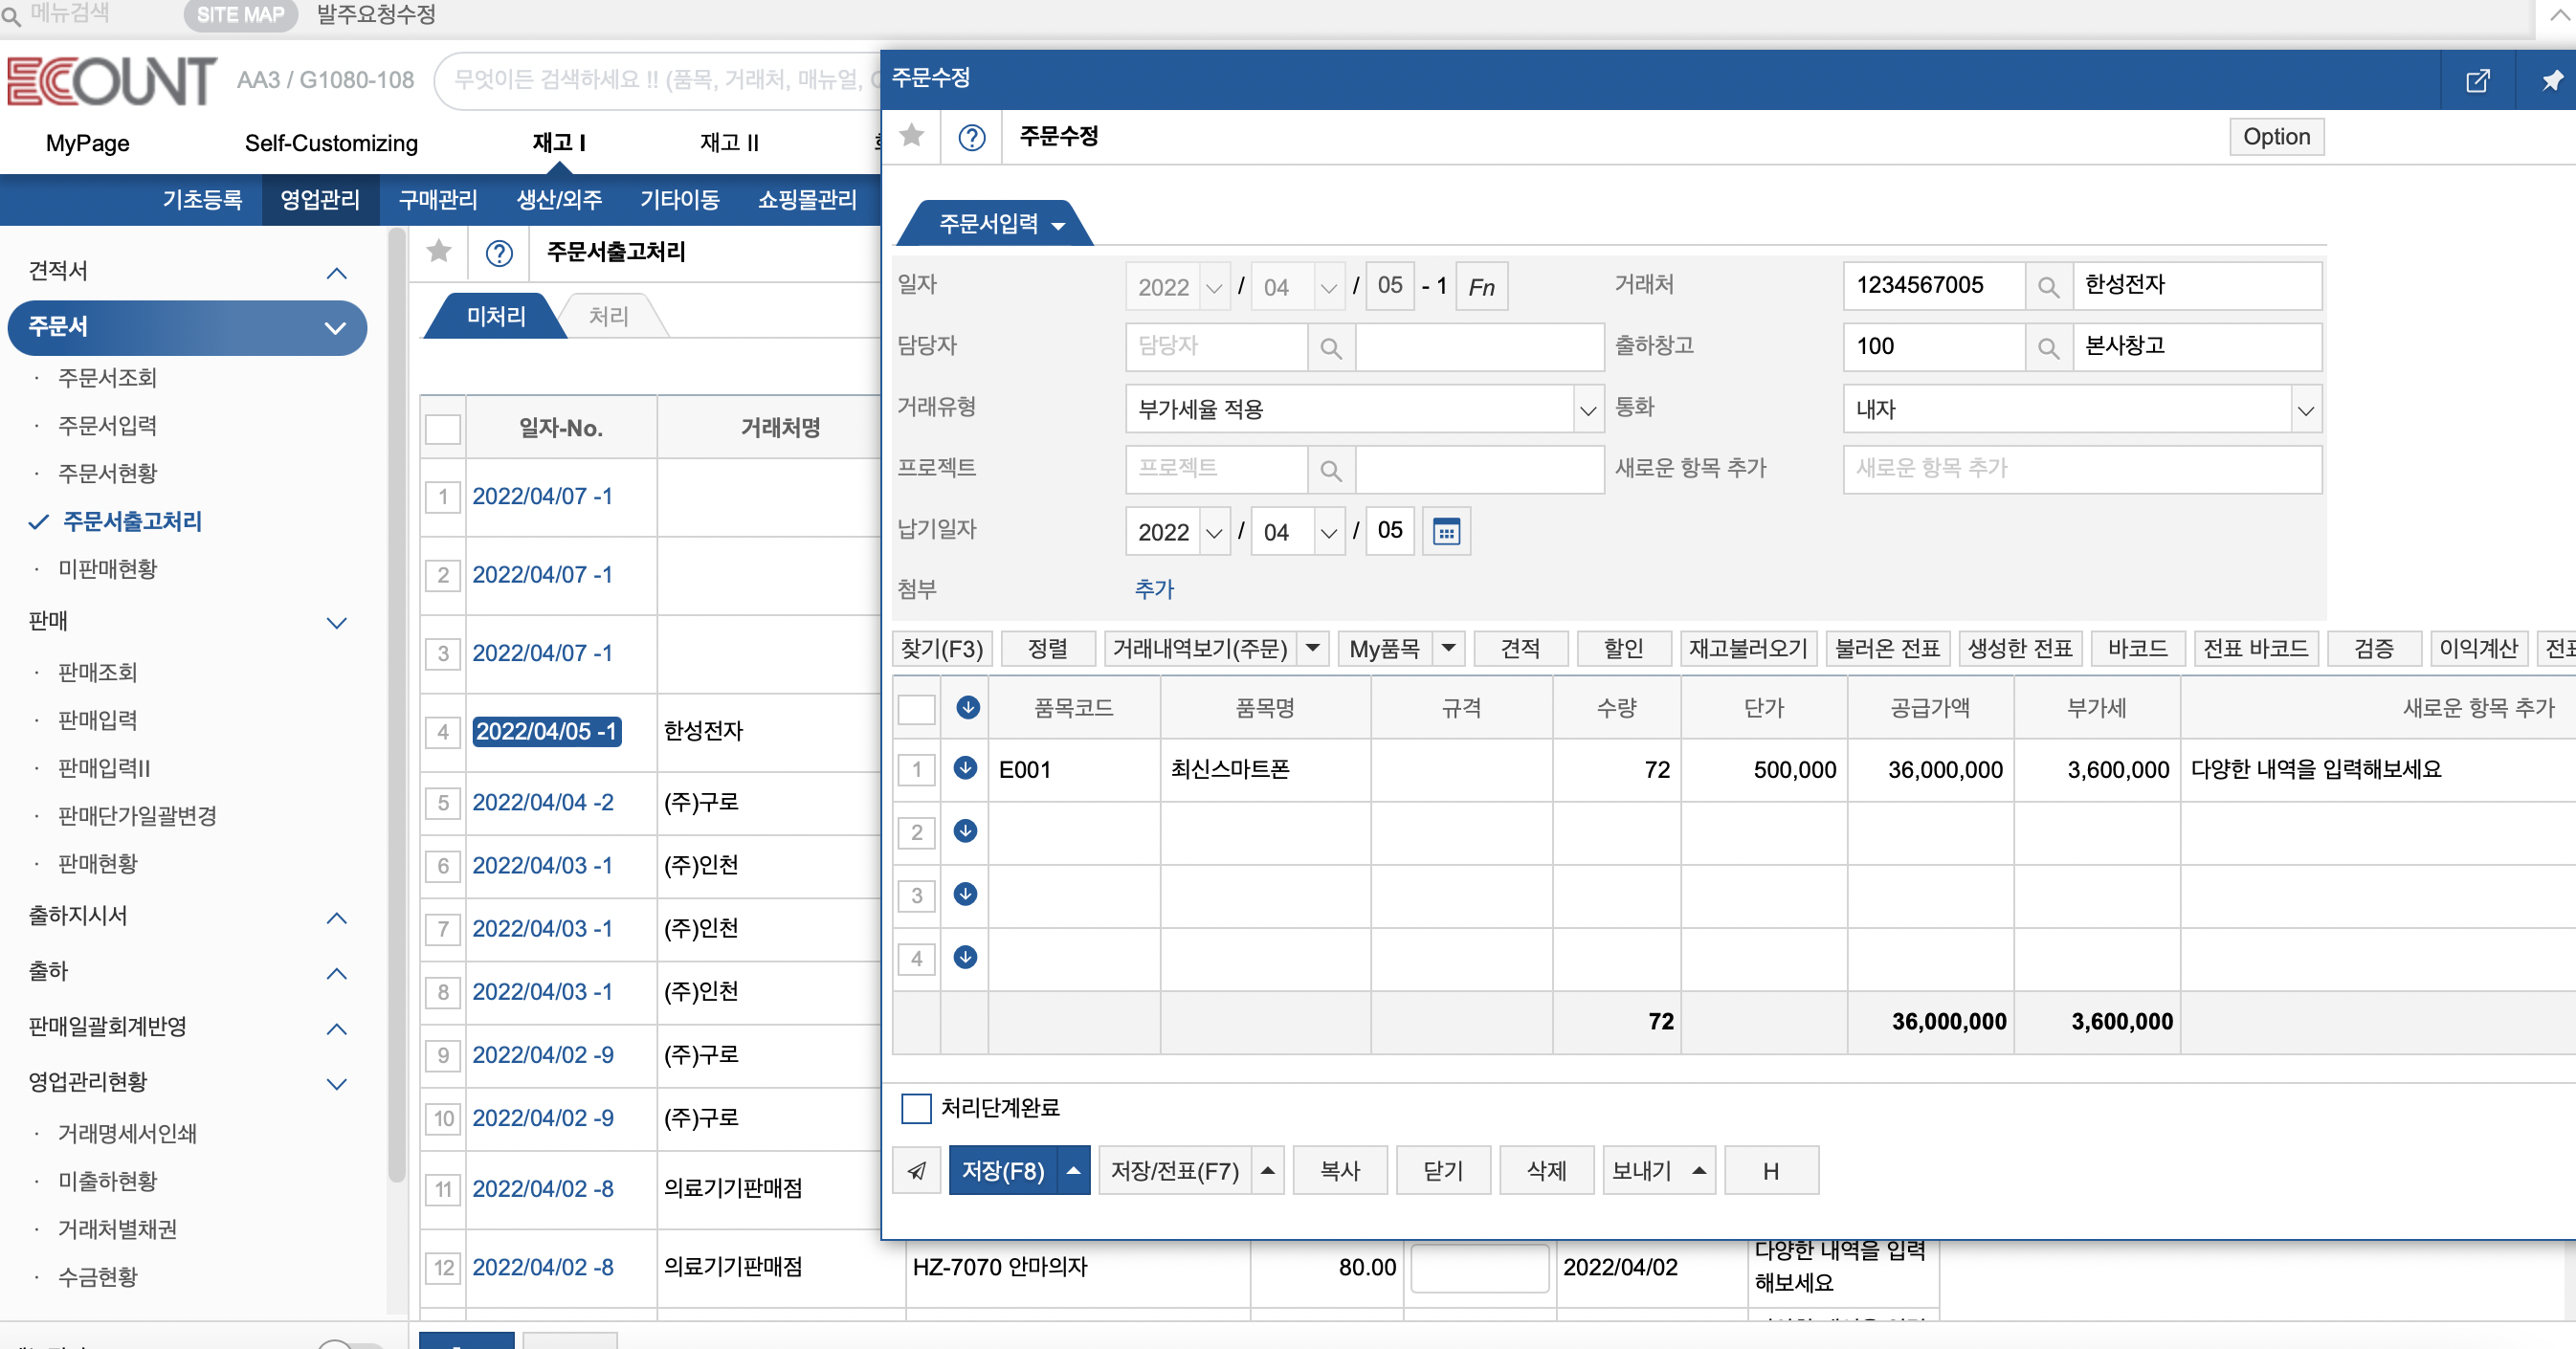 메뉴검색 SITE MAP 발주요청수정
ECOUNT AA3 / G1080-108 무엇이든 검색하세요 !! (품목, 거래처, 매뉴얼,
MyPage Self-Customizing 재고 I 재고 II
기초등록 영업관리 구매관리 생산/외주 기타이동 쇼핑몰관리
견적서
주문서
· 주문서조회
· 주문서입력
· 주문서현황
주문서출고처리
· 미판매현황
판매
· 판매조회
· 판매입력
· 판매입력II
· 판매단가일괄변경
· 판매현황
출하지시서
출하
판매일괄회계반영
영업관리현황
· 거래명세서인쇄
· 미출하현황
· 거래처별채권
· 수금현황
? 주문서출고처리
미처리 처리
일자-No. 거래처명
1 2022/04/07 -1
2 2022/04/07 -1
3 2022/04/07 -1
4 2022/04/05 -1 한성전자
5 2022/04/04 -2 (주)구로
6 2022/04/03 -1 (주)인천
7 2022/04/03 -1 (주)인천
8 2022/04/03 -1 (주)인천
9 2022/04/02 -9 (주)구로
10 2022/04/02 -9 (주)구로
11 2022/04/02 -8 의료기기판매점
12 2022/04/02 -8 의료기기판매점 HZ-7070 안마의자 80.00 2022/04/02 다양한 내역을 입력
해보세요
주문수정
? 주문수정 Option
주문서입력
일자 2022 / 04 / 05 - 1 Fn 거래처 1234567005 한성전자
담당자 담당자 출하창고 100 본사창고
거래유형 부가세율 적용 통화 내자
프로젝트 프로젝트 새로운 항목 추가 새로운 항목 추가
납기일자 2022 / 04 / 05
첨부 추가
찾기(F3) 정렬 거래내역보기(주문) My품목 견적 할인 재고불러오기 불러온 전표 생성한 전표 바코드 전표 바코드 검증 이익계산 전표
품목코드 품목명 규격 수량 단가 공급가액 부가세 새로운 항목 추가
1 E001 최신스마트폰 72 500,000 36,000,000 3,600,000 다양한 내역을 입력해보세요
2
3
4
72 36,000,000 3,600,000
처리단계완료
저장(F8) 저장/전표(F7) 복사 닫기 삭제 보내기 H